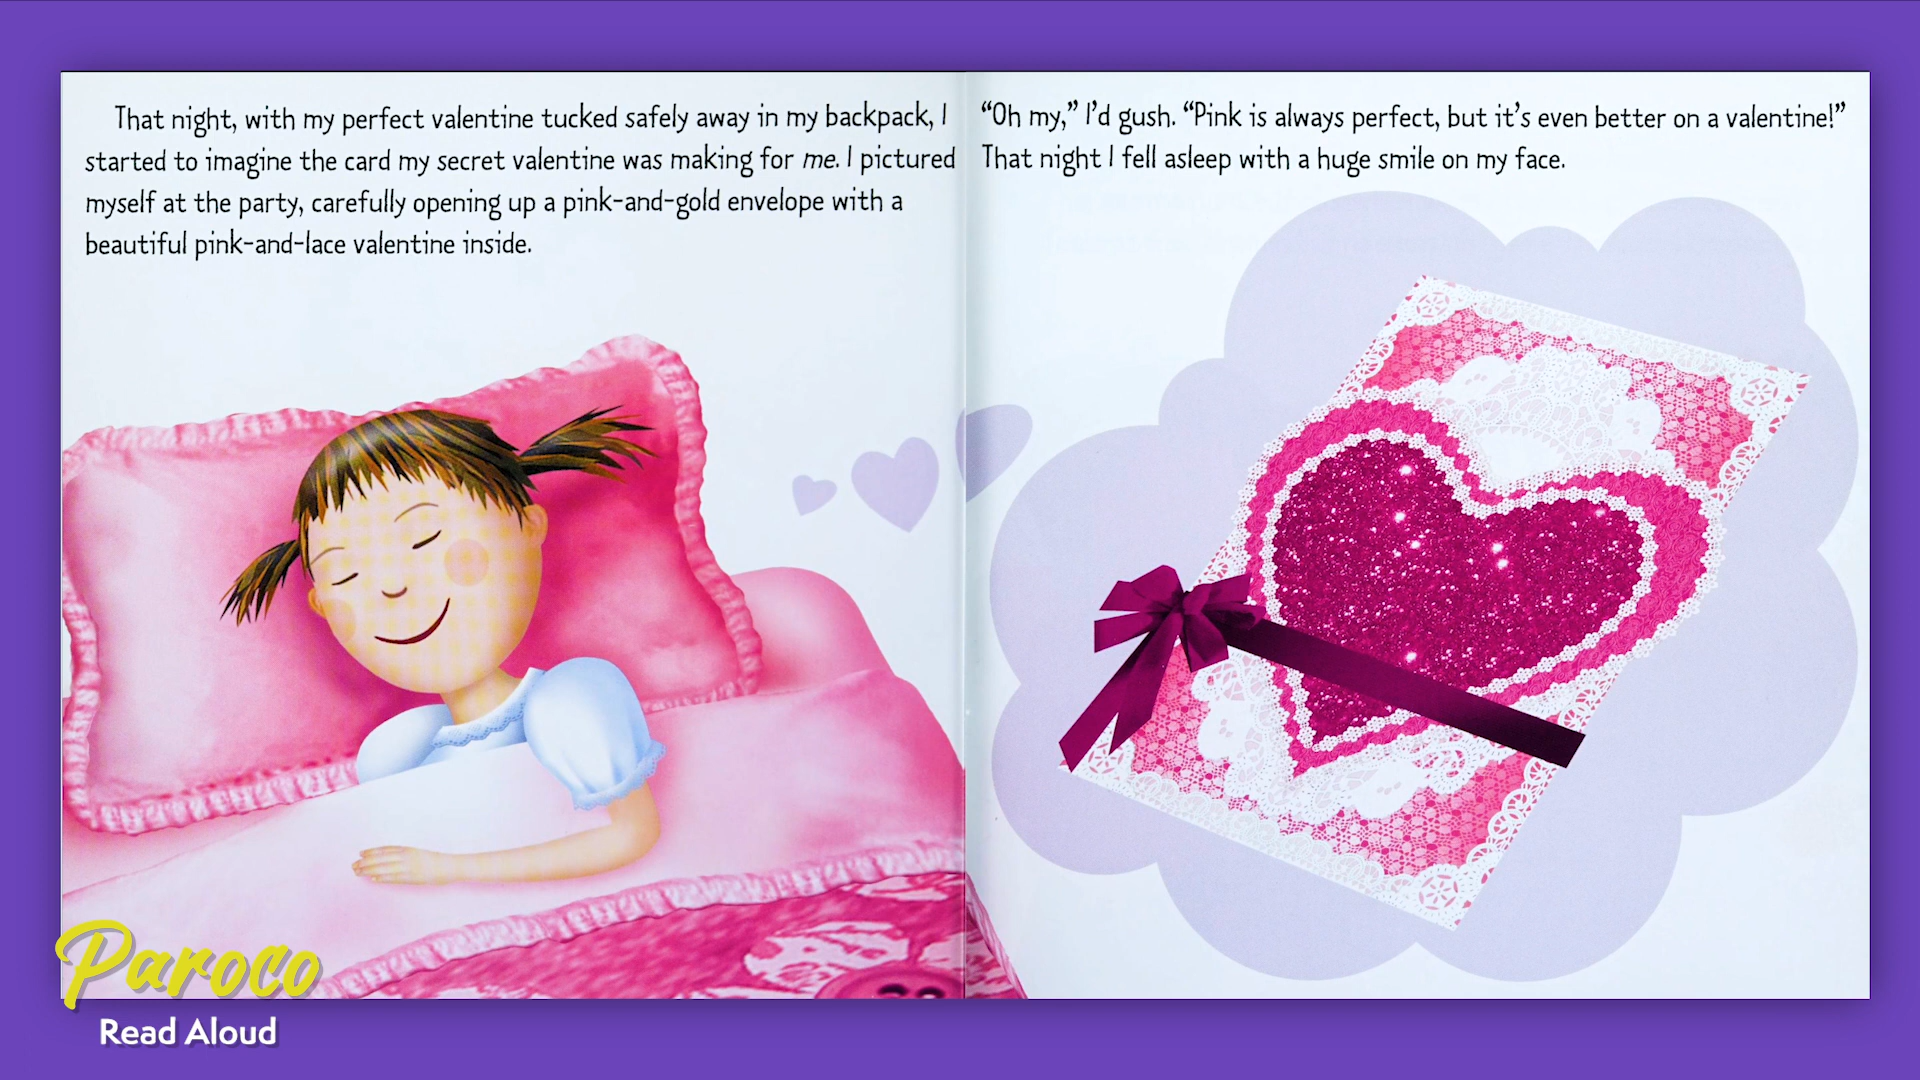 That night, with my perfect valentine tucked safely away in my backpack, I
started to imagine the card my secret valentine was making for me. I pictured
myself at the party, carefully opening up a pink-and-gold envelope with a
beautiful pink-and-lace valentine inside.
“Oh my,” I’d gush. “Pink is always perfect, but it’s even better on a valentine!”
That night I fell asleep with a huge smile on my face.
Paroco
Read Aloud